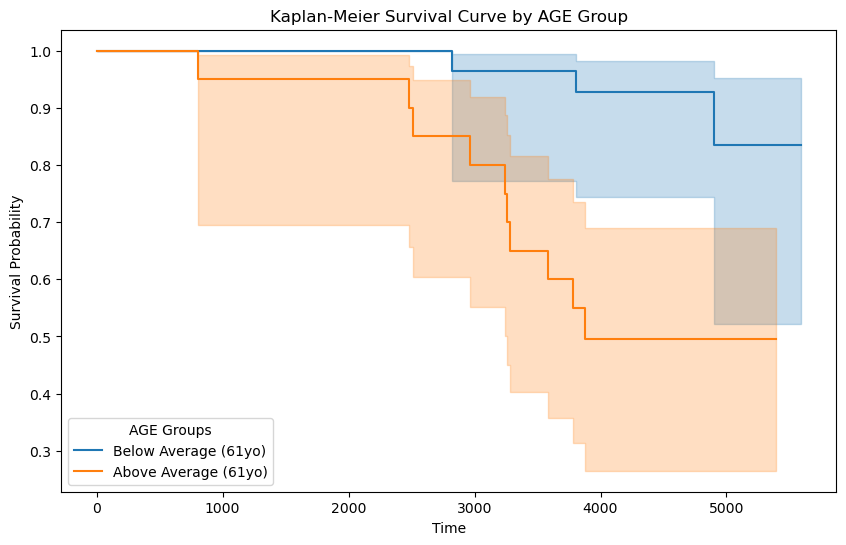 Kaplan-Meier Survival Curve by AGE Group
Survival Probability
1.0
0.9
0.8
0.7
0.6
0.5
0.4
0.3
AGE Groups
Below Average (61yo)
Above Average (61yo)
0 1000 2000 3000 4000 5000
Time